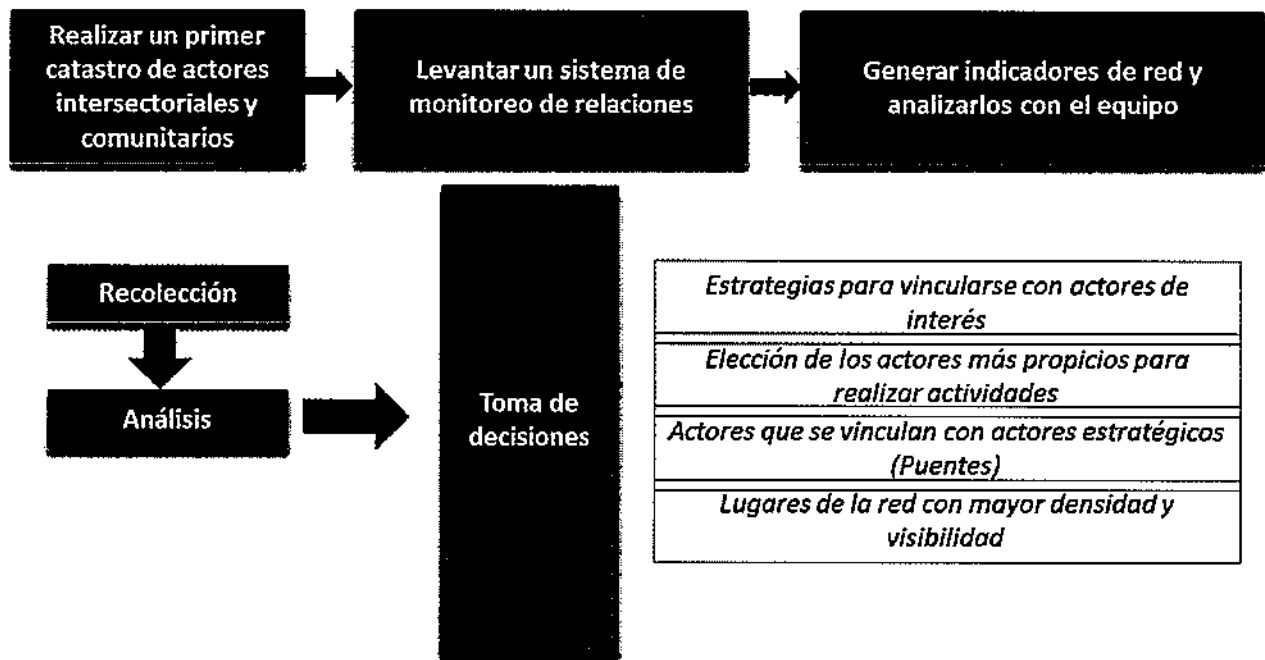 Realizar un primer
catastro de actores
intersectoriales y
comunitarios
Levantar un sistema de
monitoreo de relaciones
Generar indicadores de red y
analizarlos con el equipo
Recolección
Análisis
Toma de
decisiones
Estrategias para vincularse con actores de
interés
Elección de los actores más propicios para
realizar actividades
Actores que se vinculan con actores estratégicos
(Puentes)
Lugares de la red con mayor densidad y
visibilidad